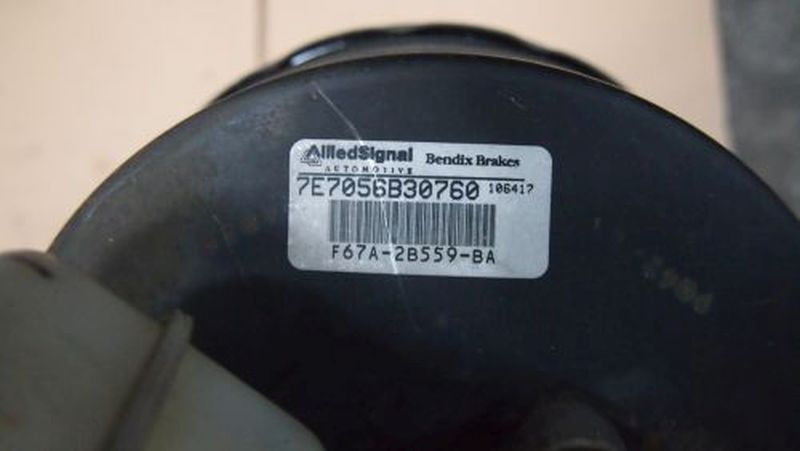 AlliedSignal Bendix Brakes
AUTOMOTIVE
7E7056B30760 106417
F67A-2B559-BA